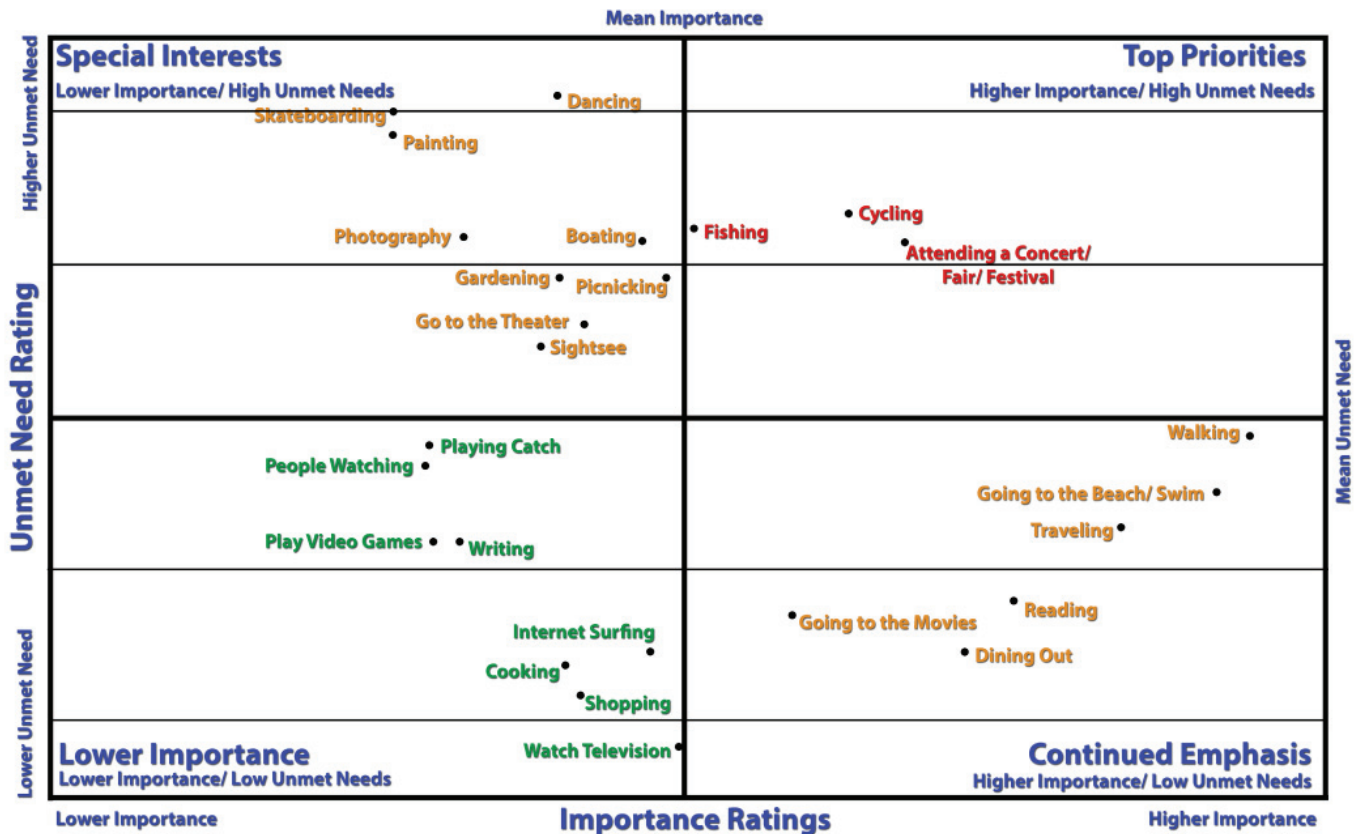 Mean Importance
Special Interests
Top Priorities
Lower Importance/ High Unmet Needs
Higher Importance/ High Unmet Needs
Dancing
Skateboarding
Painting
Cycling
Fishing
Photography
Boating
Attending a Concert/
Fair/ Festival
Gardening
Picnicking
Go to the Theater
Sightsee
Higher Unmet Need
Unmet Need Rating
Lower Unmet Need
Mean Unmet Need
Walking
Playing Catch
People Watching
Going to the Beach/ Swim
Traveling
Play Video Games
Writing
Reading
Going to the Movies
Internet Surfing
Dining Out
Cooking
Shopping
Watch Television
Lower Importance
Lower Importance/ Low Unmet Needs
Continued Emphasis
Higher Importance/ Low Unmet Needs
Lower Importance
Importance Ratings
Higher Importance